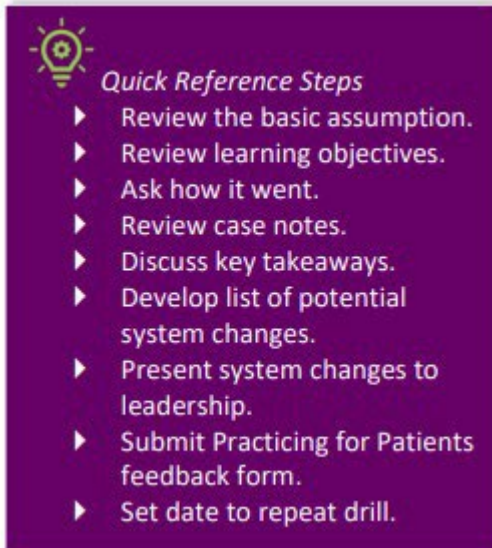 Quick Reference Steps
Review the basic assumption.
Review learning objectives.
Ask how it went.
Review case notes.
Discuss key takeaways.
Develop list of potential
system changes.
Present system changes to
leadership.
Submit Practicing for Patients
feedback form.
Set date to repeat drill.